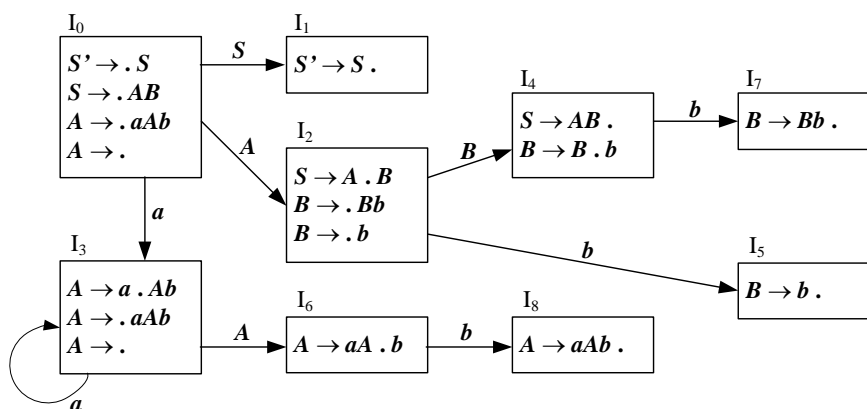 I0
S' → . S
S → . AB
A → . aAb
A → .
S
I1
S' → S .
A
I2
S → A . B
B → . Bb
B → . b
B
I4
S → AB .
B → B . b
b
I7
B → Bb .
b
I5
B → b .
a
I3
A → a . Ab
A → . aAb
A → .
a
A
I6
A → aA . b
b
I8
A → aAb .